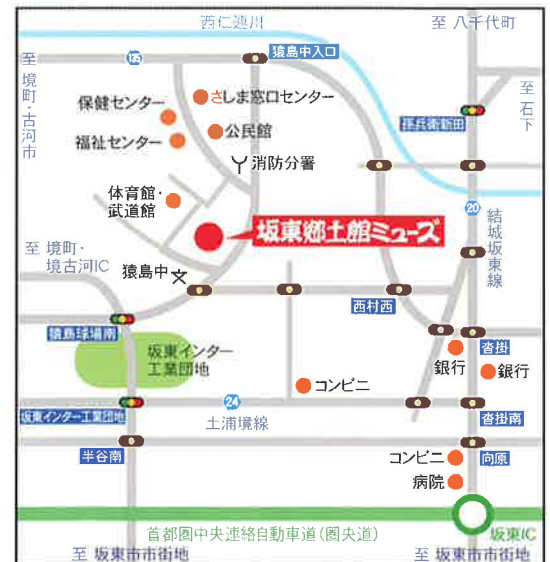 西仁連川
至 八千代町
至 境町・古河市
135
猿島中入口
至 石下
保健センター
さしま窓口センター
孫兵衛新田
福祉センター
公民館
消防分署
体育館・
武道館
20
結城坂東線
坂東郷土館ミューズ
至 境町・
境古河IC
猿島中
西村西
猿島球場南
沓掛
坂東インター
工業団地
銀行
銀行
コンビニ
坂東インター工業団地
24
土浦境線
沓掛南
半谷南
コンビニ
向原
病院
首都圏中央連絡自動車道(圏央道)
坂東IC
至 坂東市市街地
至 坂東市市街地